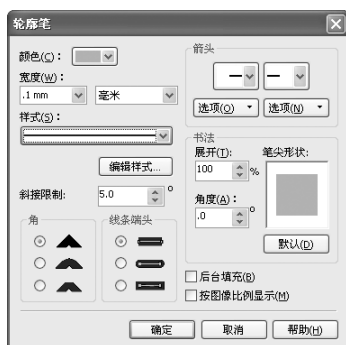 轮廓笔
颜色(C)：
宽度(W)：
.1 mm
毫米
样式(S)：
编辑样式...
斜接限制：
5.0
°
角
线条端头
箭头
选项(O)
选项(N)
书法
展开(T)：
笔尖形状：
100
%
角度(A)：
.0
°
默认(D)
后台填充(B)
按图像比例显示(M)
确定
取消
帮助(H)